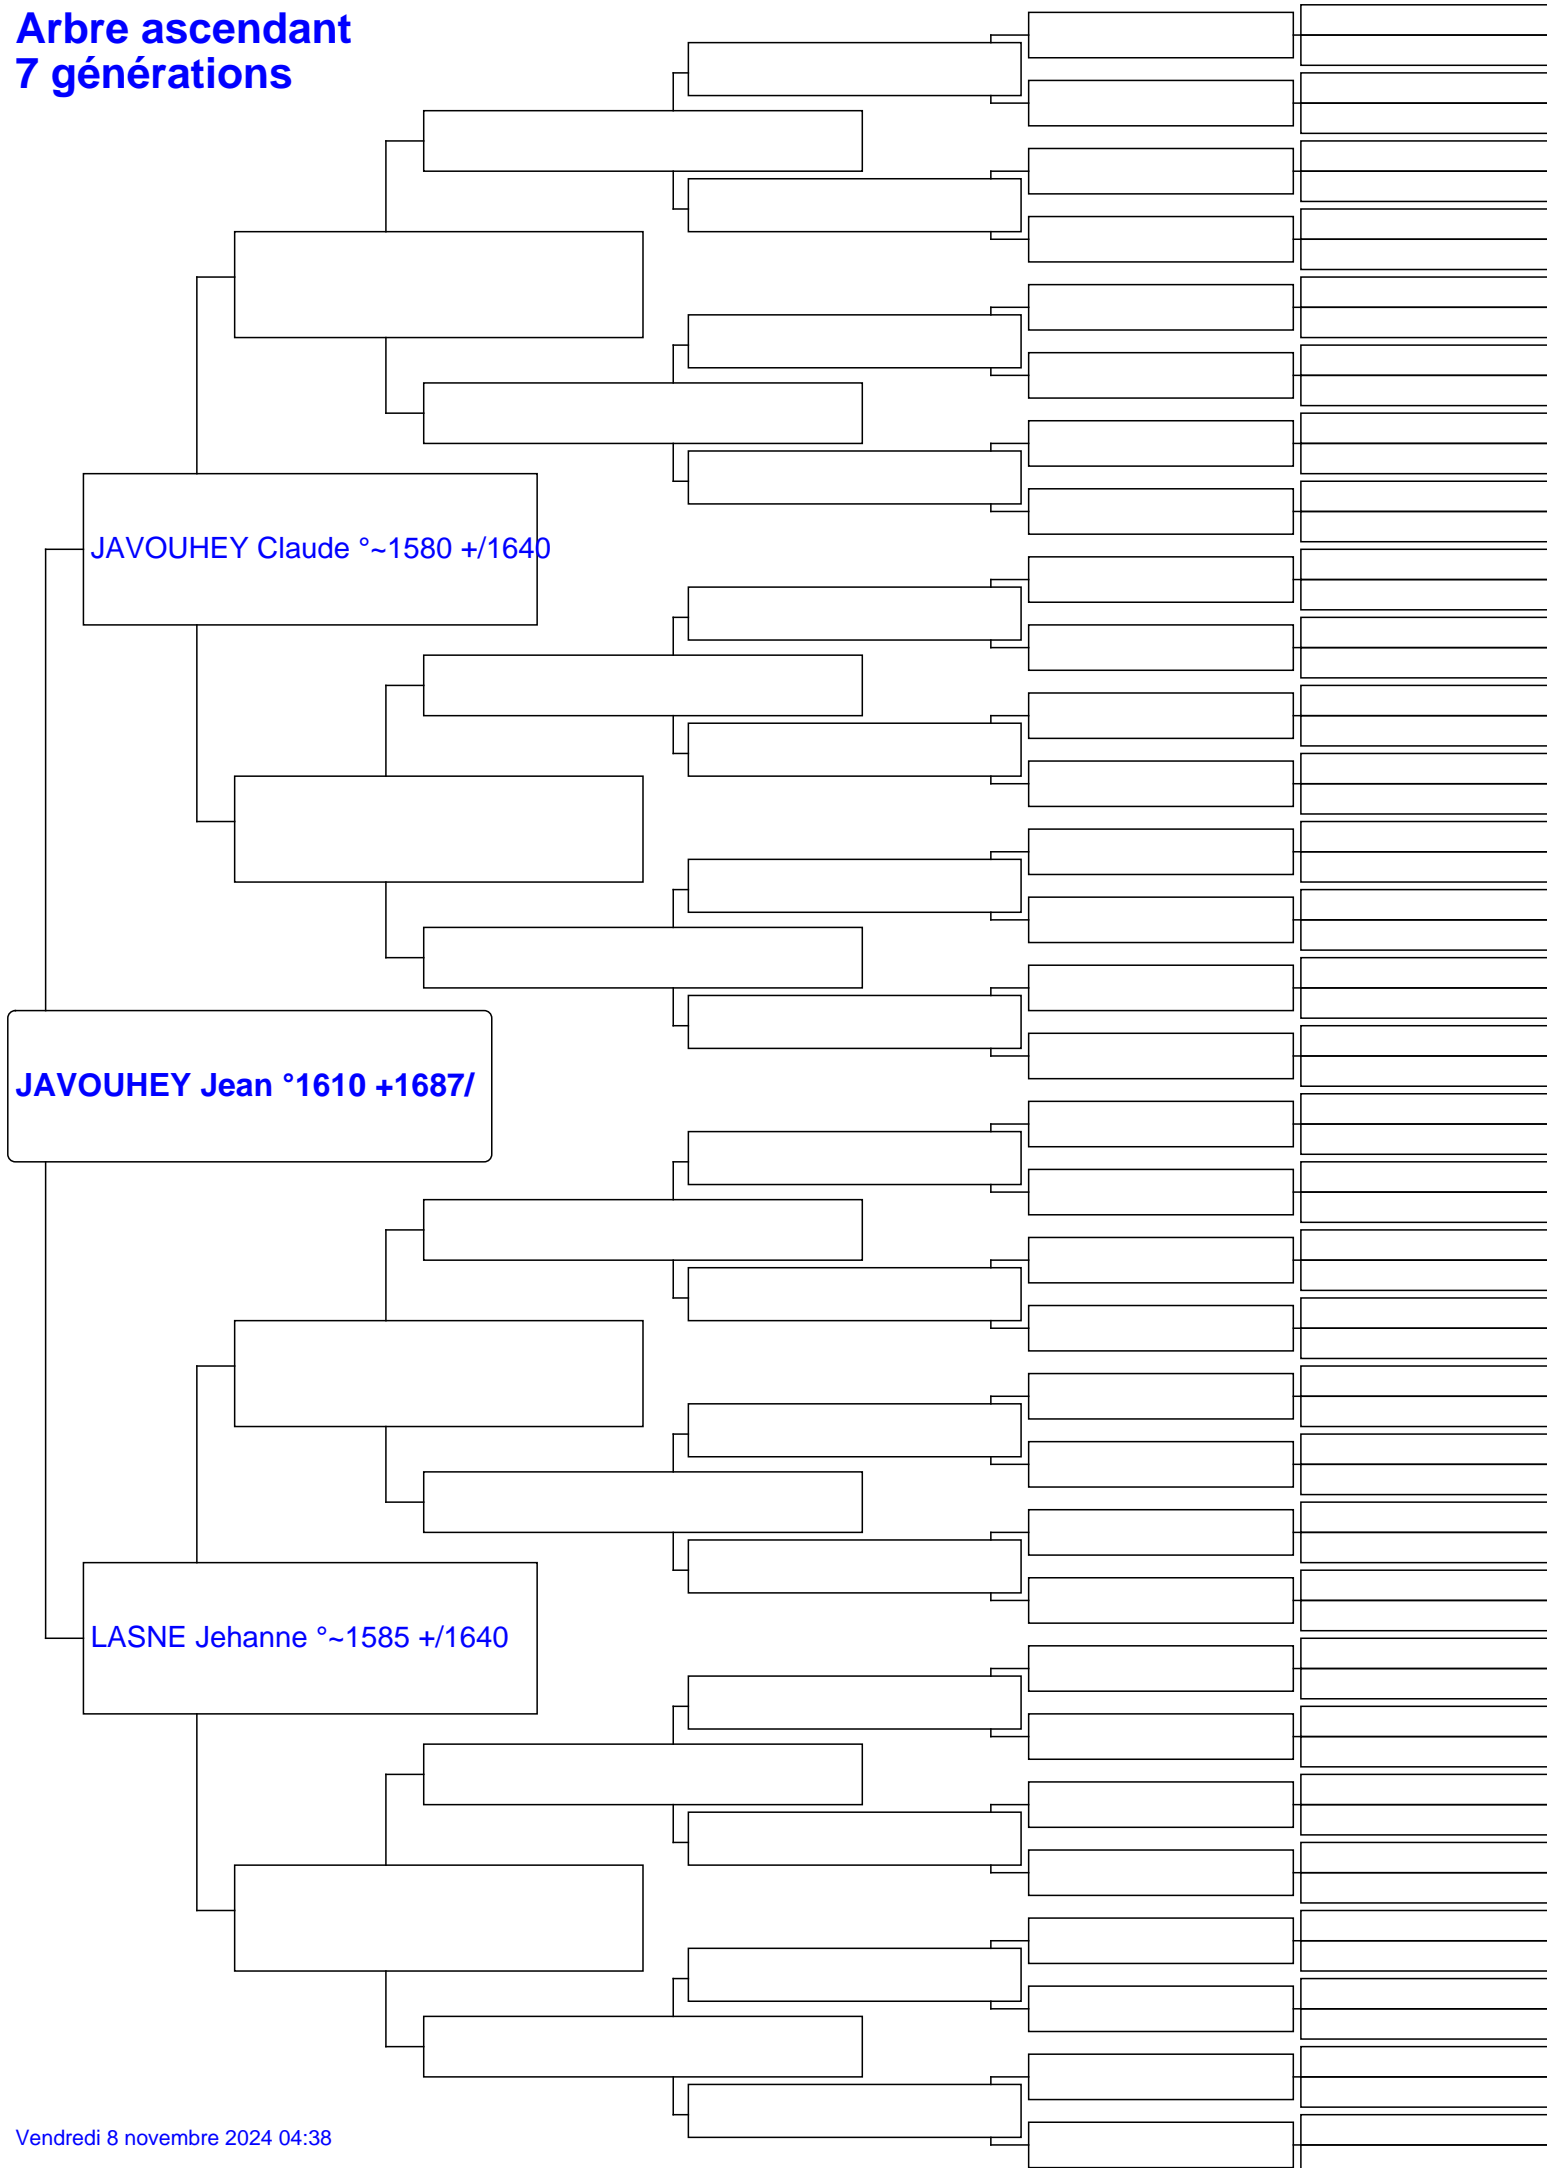 Arbre ascendant
7 générations
JAVOUHEY Claude °~1580 +/1640
JAVOUHEY Jean °1610 +1687/
LASNE Jehanne °~1585 +/1640
Vendredi 8 novembre 2024 04:38